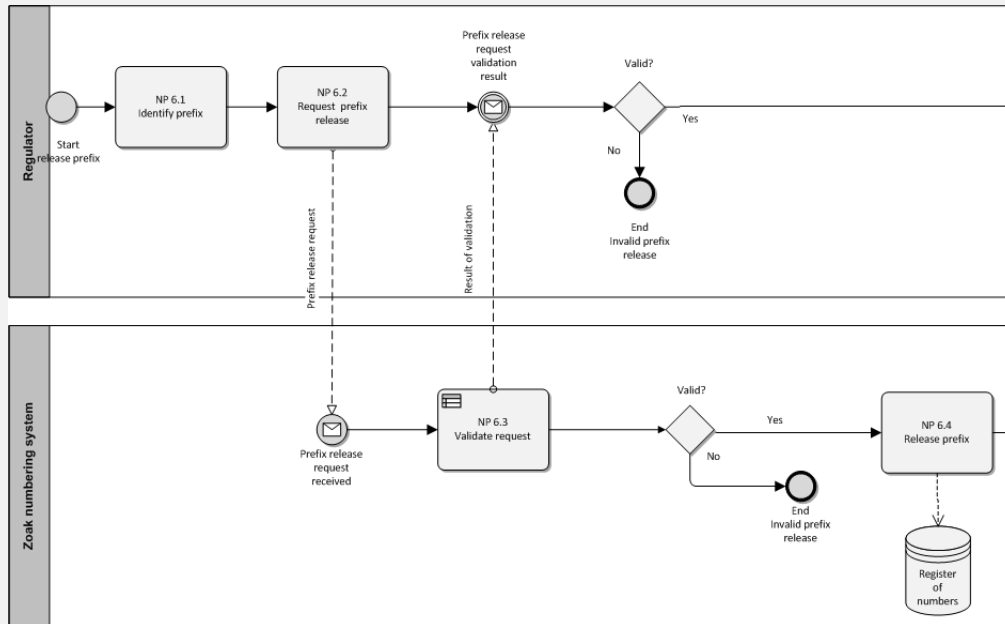 Regulator
Start
release prefix
NP 6.1
Identify prefix
NP 6.2
Request prefix
release
Prefix release
request
validation
result
Valid?
Yes
No
End
Invalid prefix
release
Prefix release request
Result of validation
Zoak numbering system
Prefix release
request
received
NP 6.3
Validate request
Valid?
Yes
No
End
Invalid prefix
release
NP 6.4
Release prefix
Register
of
numbers